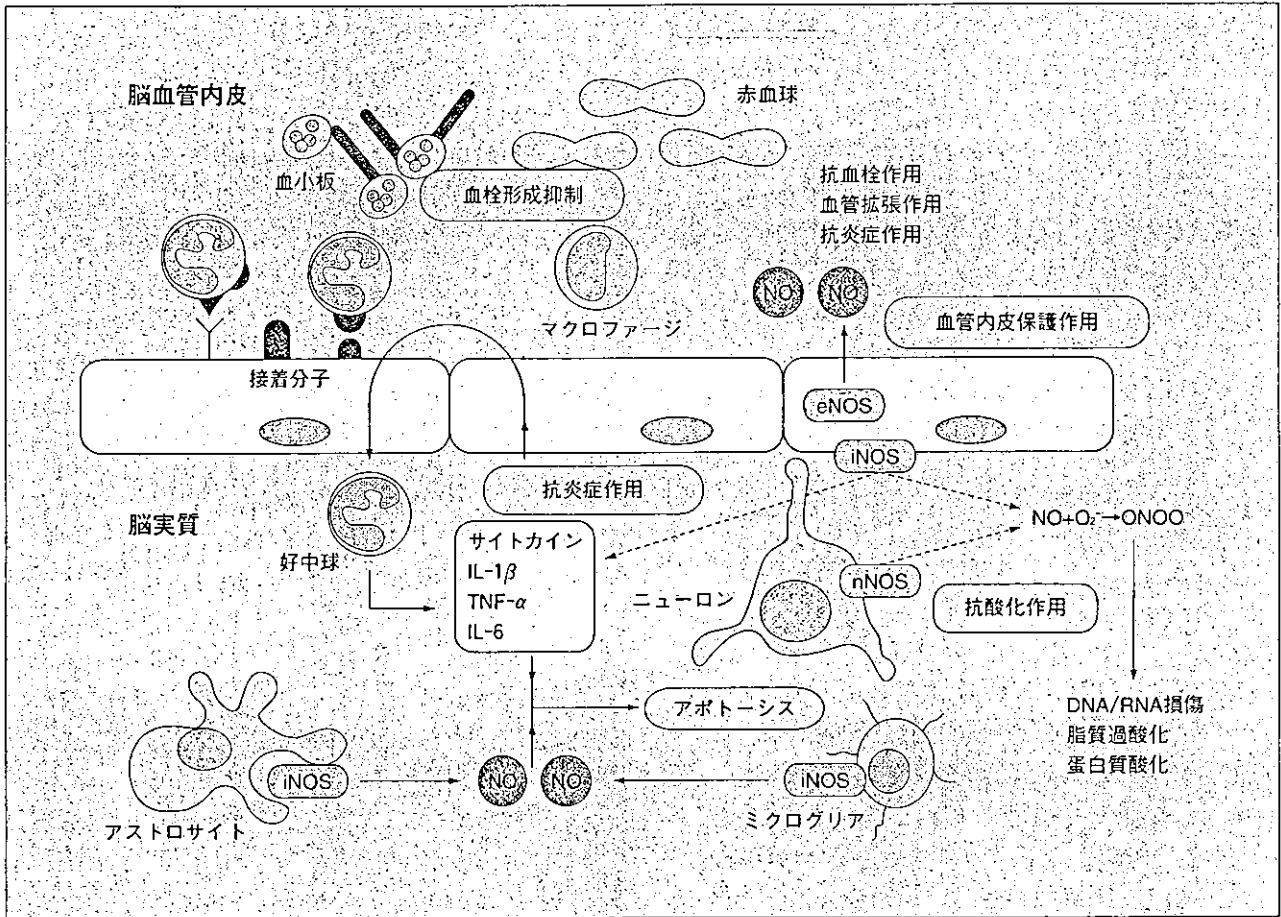 脳血管内皮
赤血球
血小板
血栓形成抑制
抗血栓作用
血管拡張作用
抗炎症作用
NO
NO
マクロファージ
血管内皮保護作用
接着分子
eNOS
iNOS
抗炎症作用
脳実質
好中球
サイトカイン
IL-1β
TNF-α
IL-6
ニューロン
nNOS
NO+O₂⁻→ONOO⁻
抗酸化作用
アポトーシス
DNA/RNA損傷
脂質過酸化
蛋白質酸化
iNOS
NO
NO
iNOS
アストロサイト
ミクログリア